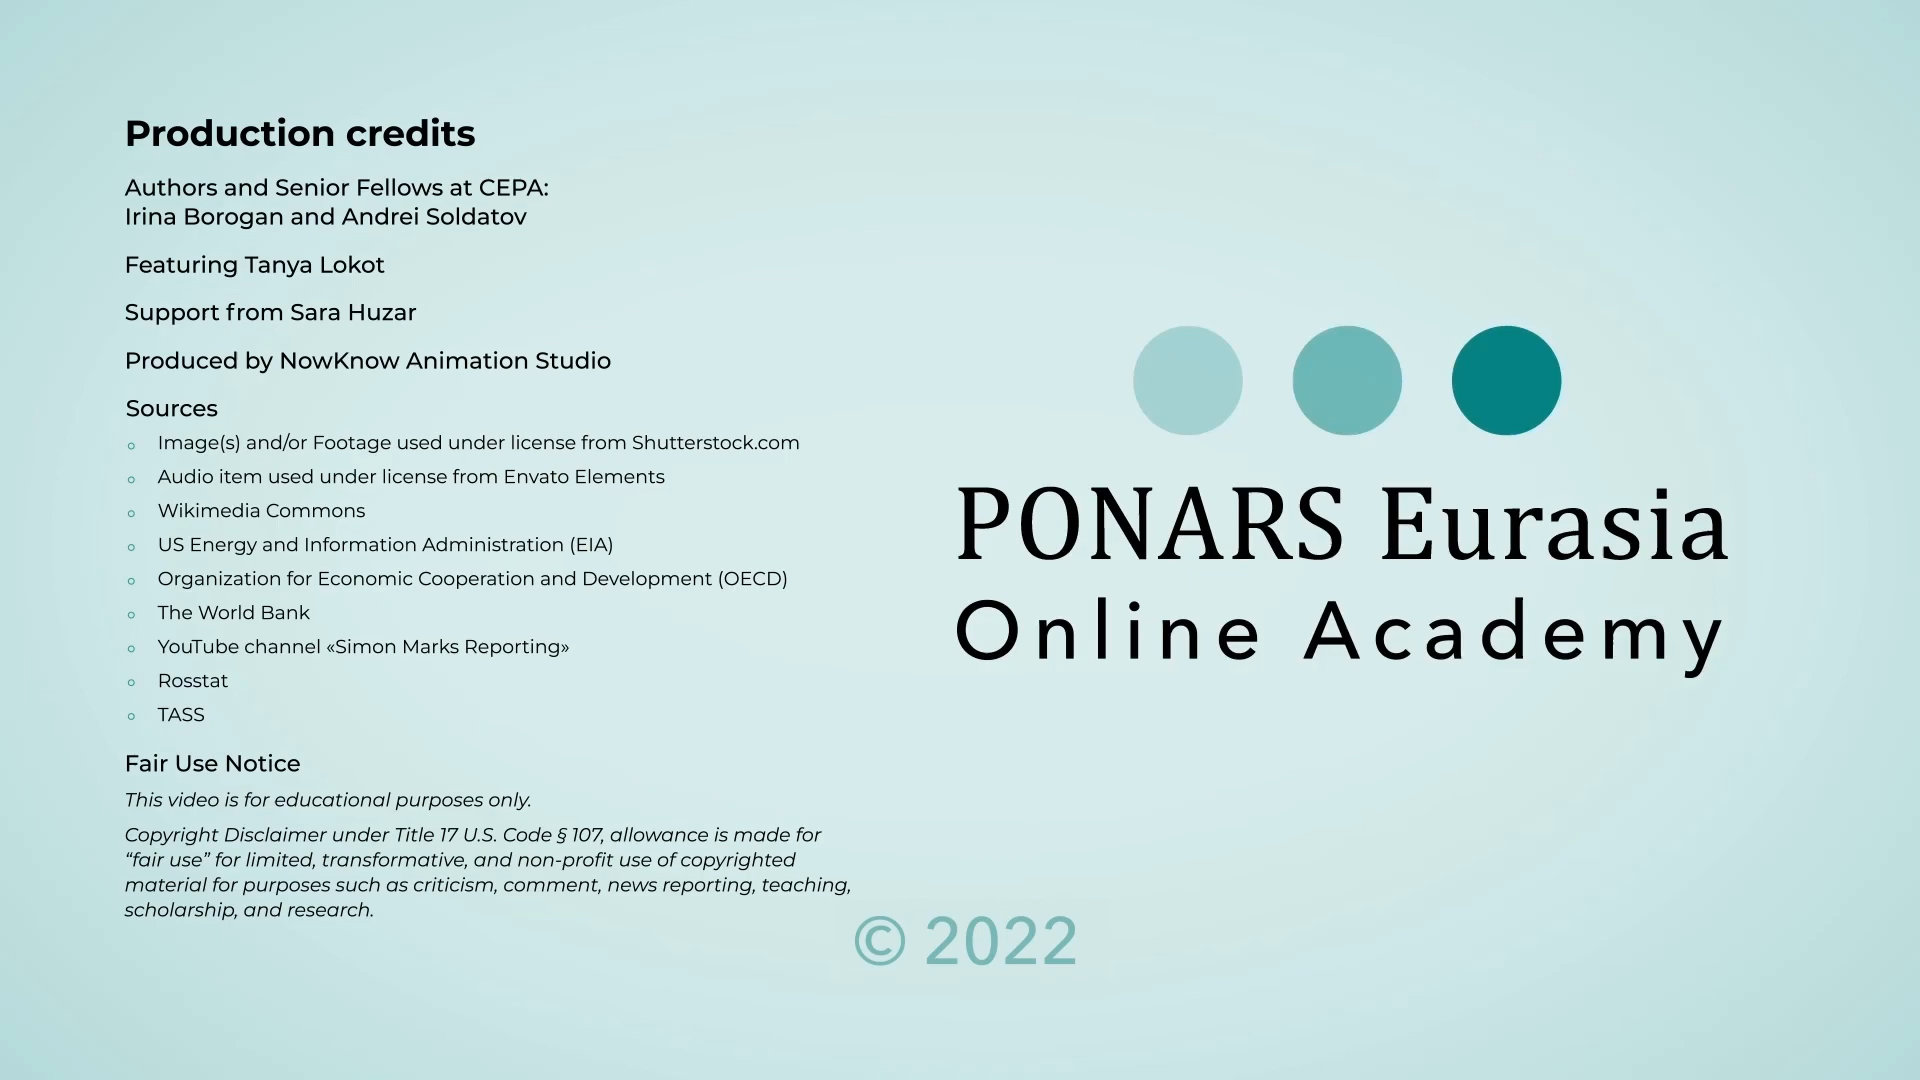 Production credits
Authors and Senior Fellows at CEPA:
Irina Borogan and Andrei Soldatov
Featuring Tanya Lokot
Support from Sara Huzar
Produced by NowKnow Animation Studio
Sources
Image(s) and/or Footage used under license from Shutterstock.com
Audio item used under license from Envato Elements
Wikimedia Commons
US Energy and Information Administration (EIA)
Organization for Economic Cooperation and Development (OECD)
The World Bank
YouTube channel «Simon Marks Reporting»
Rosstat
TASS
Fair Use Notice
This video is for educational purposes only.
Copyright Disclaimer under Title 17 U.S. Code § 107, allowance is made for
“fair use” for limited, transformative, and non-profit use of copyrighted
material for purposes such as criticism, comment, news reporting, teaching,
scholarship, and research.
PONARS Eurasia
Online Academy
© 2022